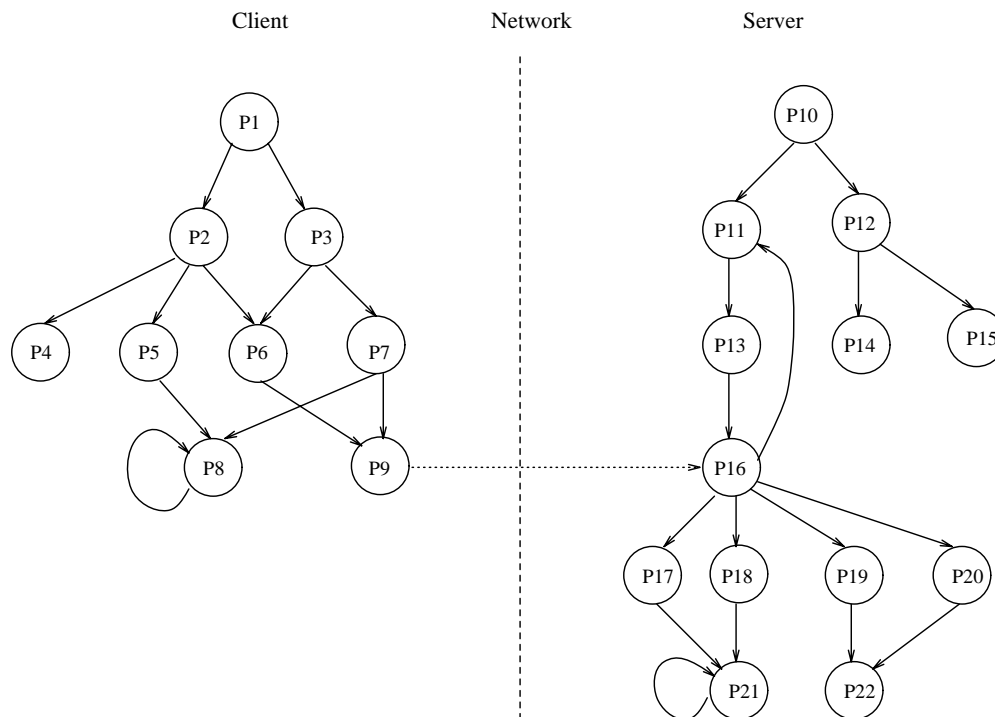 Client Network Server
P1 P10
P2 P3 P11 P12
P4 P5 P6 P7 P13 P14 P15
P8 P9 P16
P17 P18 P19 P20
P21 P22